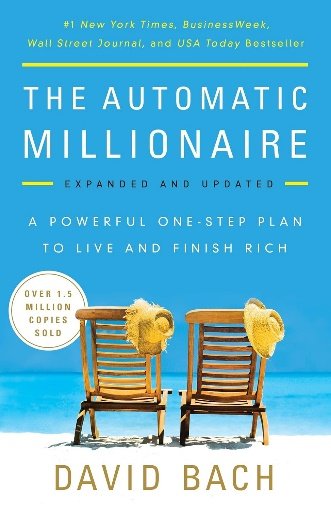 #1 New York Times, BusinessWeek,
Wall Street Journal, and USA Today Bestseller
THE AUTOMATIC
MILLIONAIRE
EXPANDED AND UPDATED
A POWERFUL ONE-STEP PLAN
TO LIVE AND FINISH RICH
OVER 1.5
MILLION
COPIES
SOLD
DAVID BACH